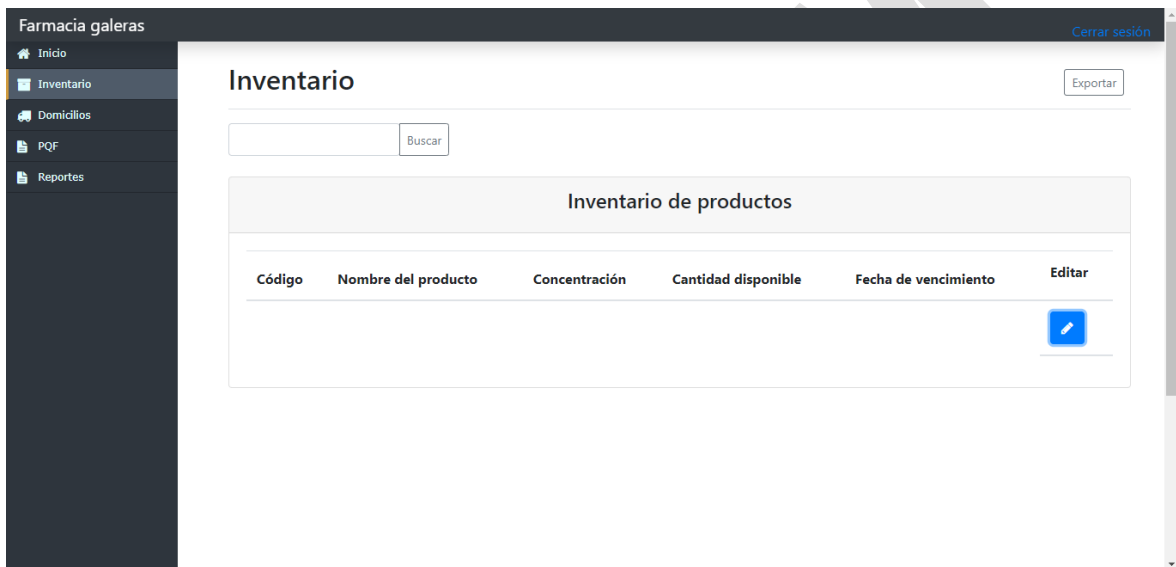 Farmacia galeras
Cerrar sesión
Inicio
Inventario
Domicilios
PQF
Reportes
Inventario
Exportar
Buscar
Inventario de productos
Código Nombre del producto Concentración Cantidad disponible Fecha de vencimiento Editar